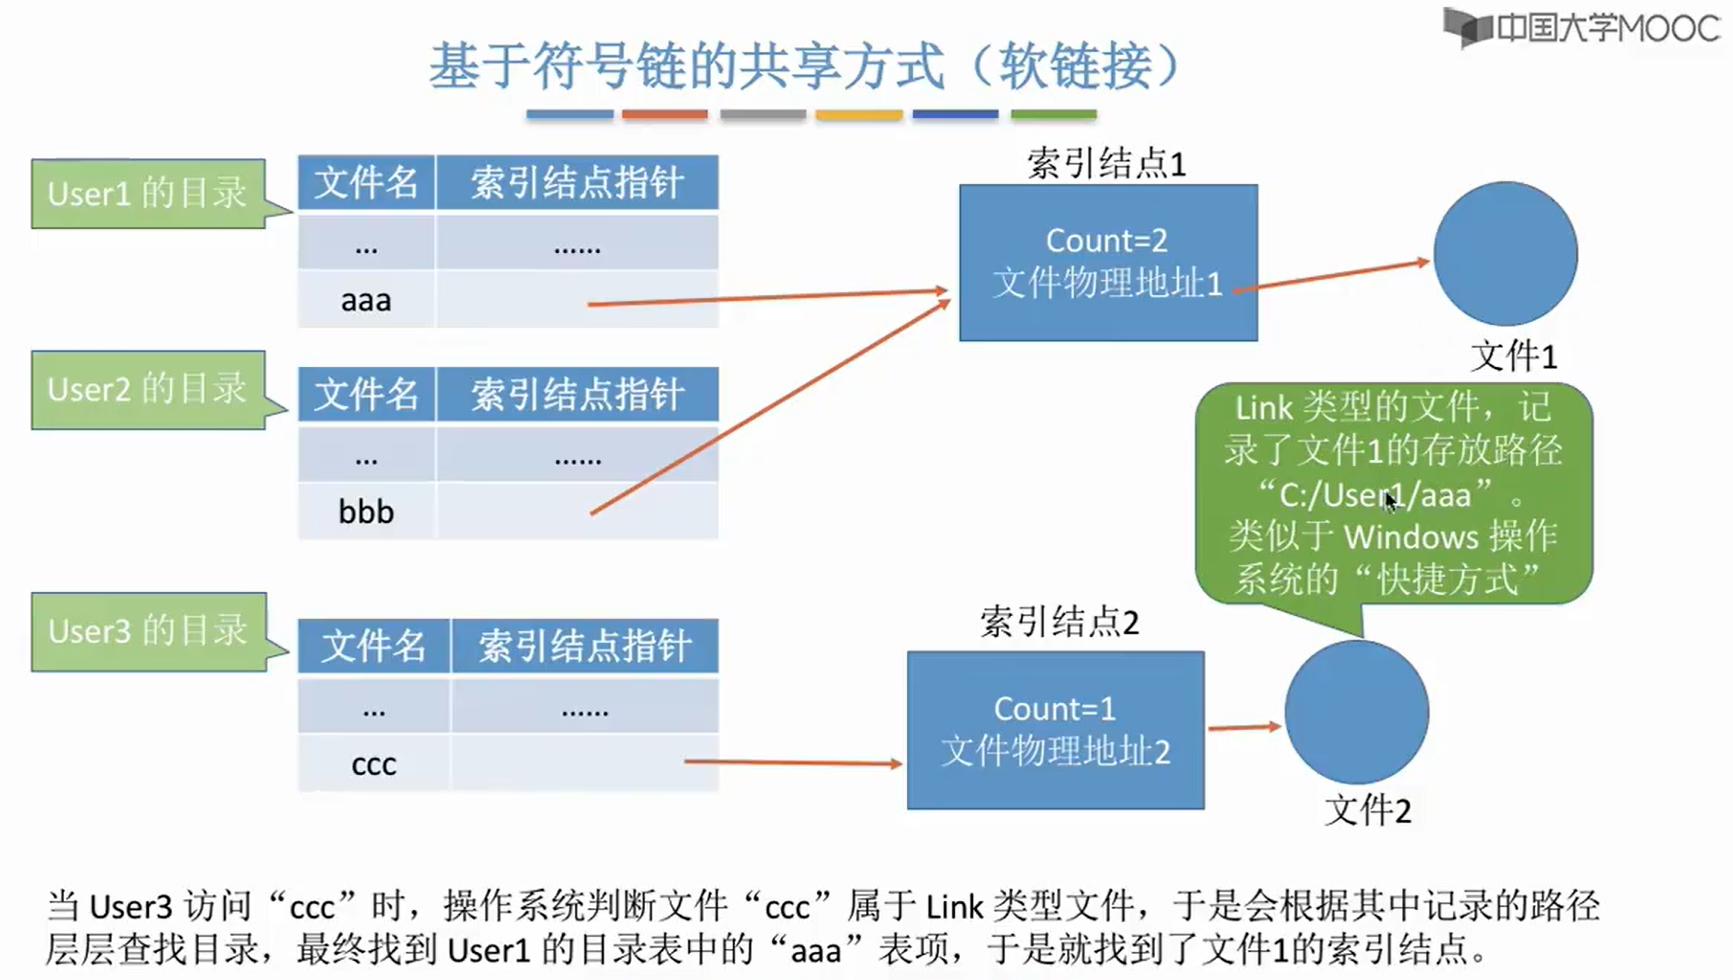 中国大学MOOC
基于符号链的共享方式（软链接）
User1 的目录
文件名 索引结点指针
... ......
aaa
索引结点1
Count=2
文件物理地址1
文件1
User2 的目录
文件名 索引结点指针
... ......
bbb
Link 类型的文件，记
录了文件1的存放路径
“C:/User1/aaa”。
类似于 Windows 操作
系统的“快捷方式”
User3 的目录
文件名 索引结点指针
... ......
ccc
索引结点2
Count=1
文件物理地址2
文件2
当 User3 访问“ccc”时，操作系统判断文件“ccc”属于 Link 类型文件，于是会根据其中记录的路径
层层查找目录，最终找到 User1 的目录表中的“aaa”表项，于是就找到了文件1的索引结点。